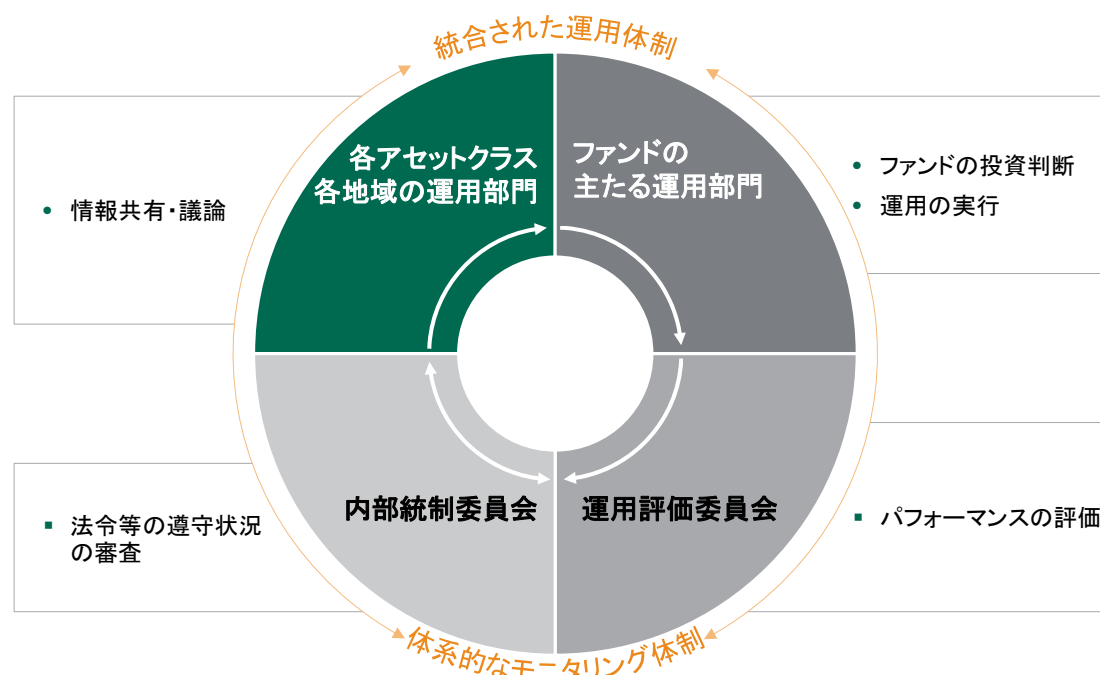 統合された運用体制
各アセットクラス
各地域の運用部門
ファンドの
主たる運用部門
• 情報共有・議論
• ファンドの投資判断
• 運用の実行
内部統制委員会
運用評価委員会
▪ 法令等の遵守状況
の審査
▪ パフォーマンスの評価
体系的なモニタリング体制